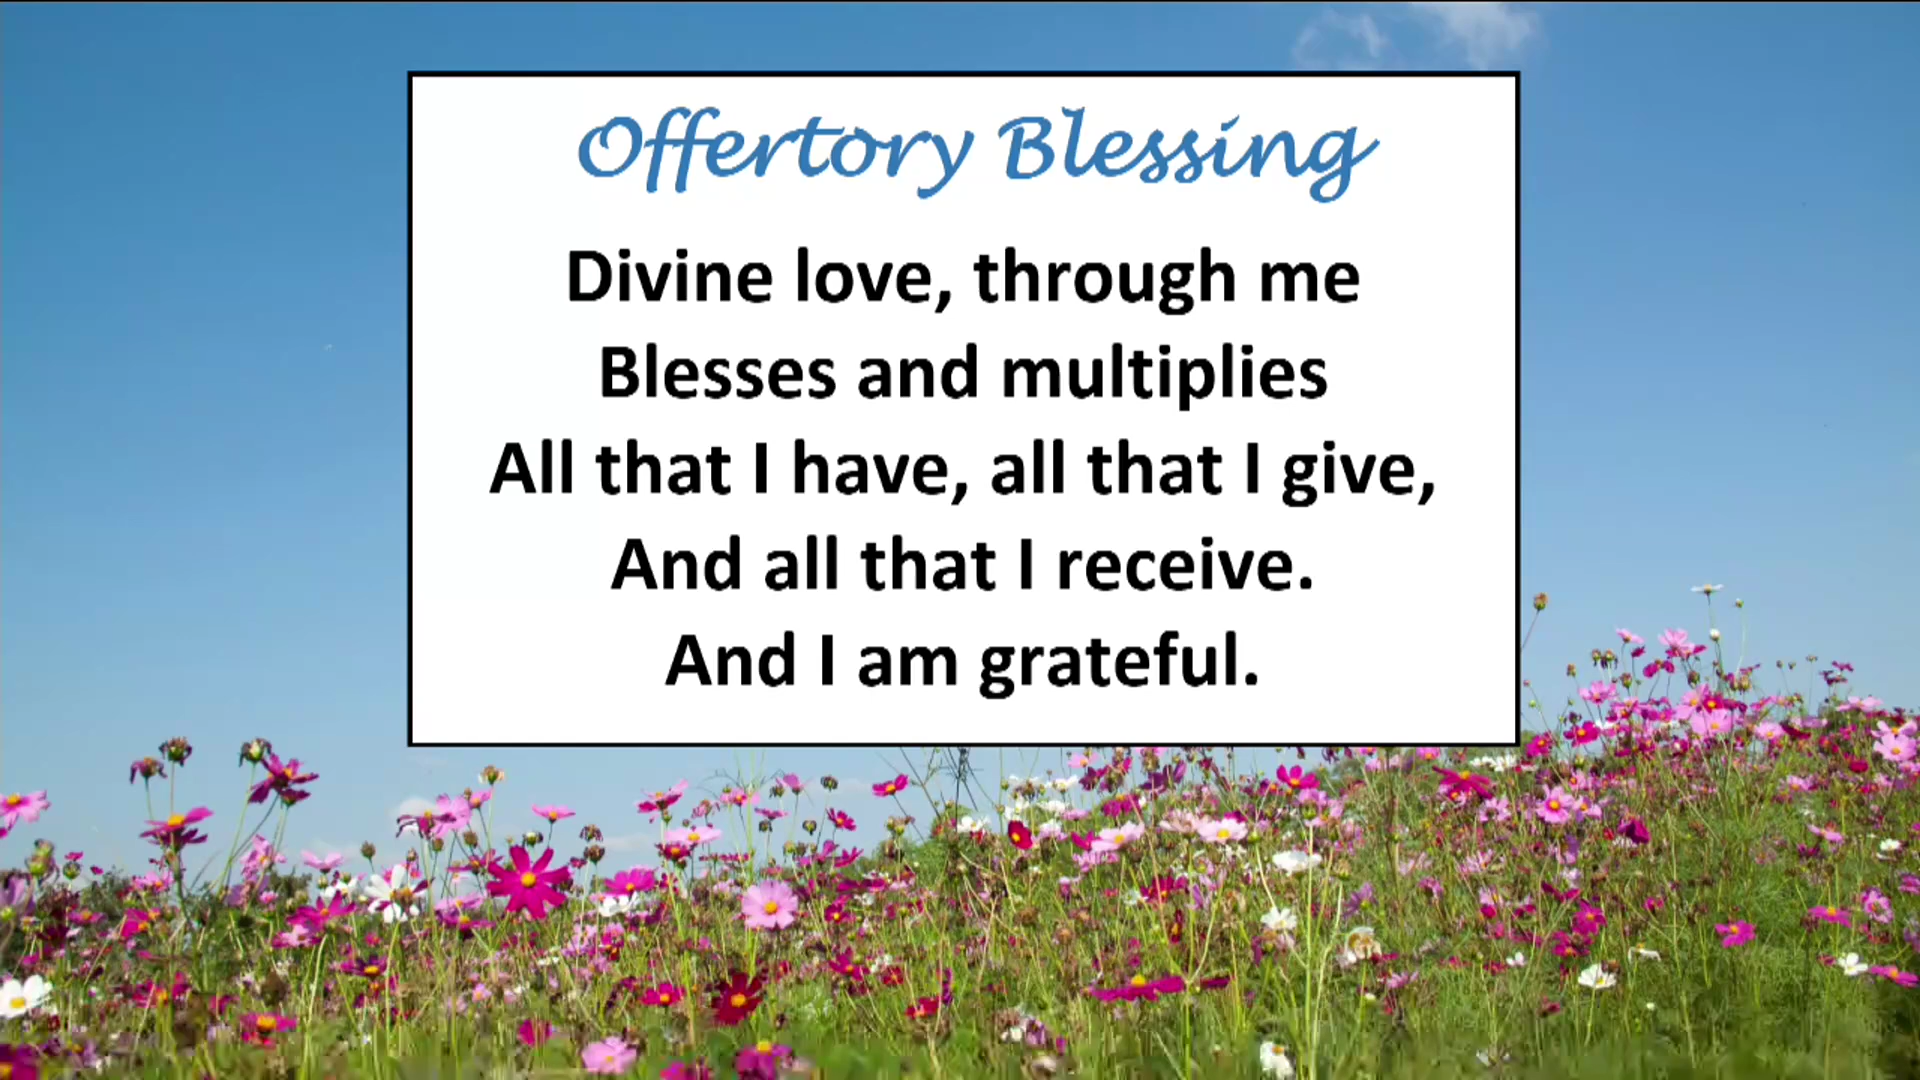 Offertory Blessing
Divine love, through me
Blesses and multiplies
All that I have, all that I give,
And all that I receive.
And I am grateful.